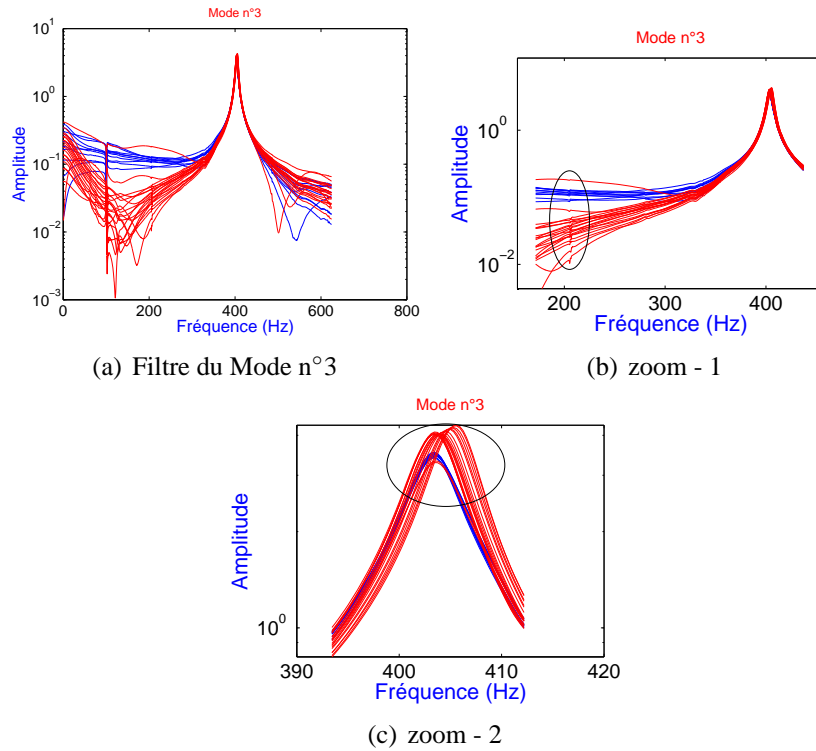 Mode n°3
Amplitude
10^1
10^0
10^-1
10^-2
10^-3
0
200
400
600
800
Fréquence (Hz)
(a) Filtre du Mode n°3
Mode n°3
Amplitude
10^0
10^-2
200
300
400
Fréquence (Hz)
(b) zoom - 1
Mode n°3
Amplitude
10^0
390
400
410
420
Fréquence (Hz)
(c) zoom - 2